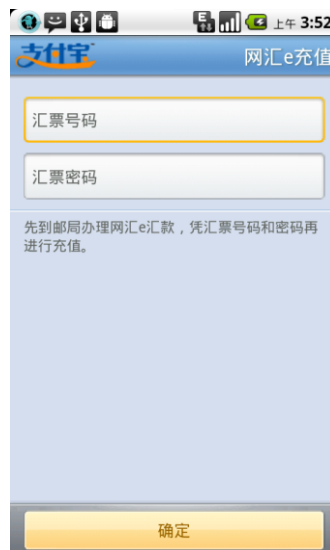 上午 3:52
支付宝 网汇e充值
汇票号码
汇票密码
先到邮局办理网汇e汇款，凭汇票号码和密码再
进行充值。
确定